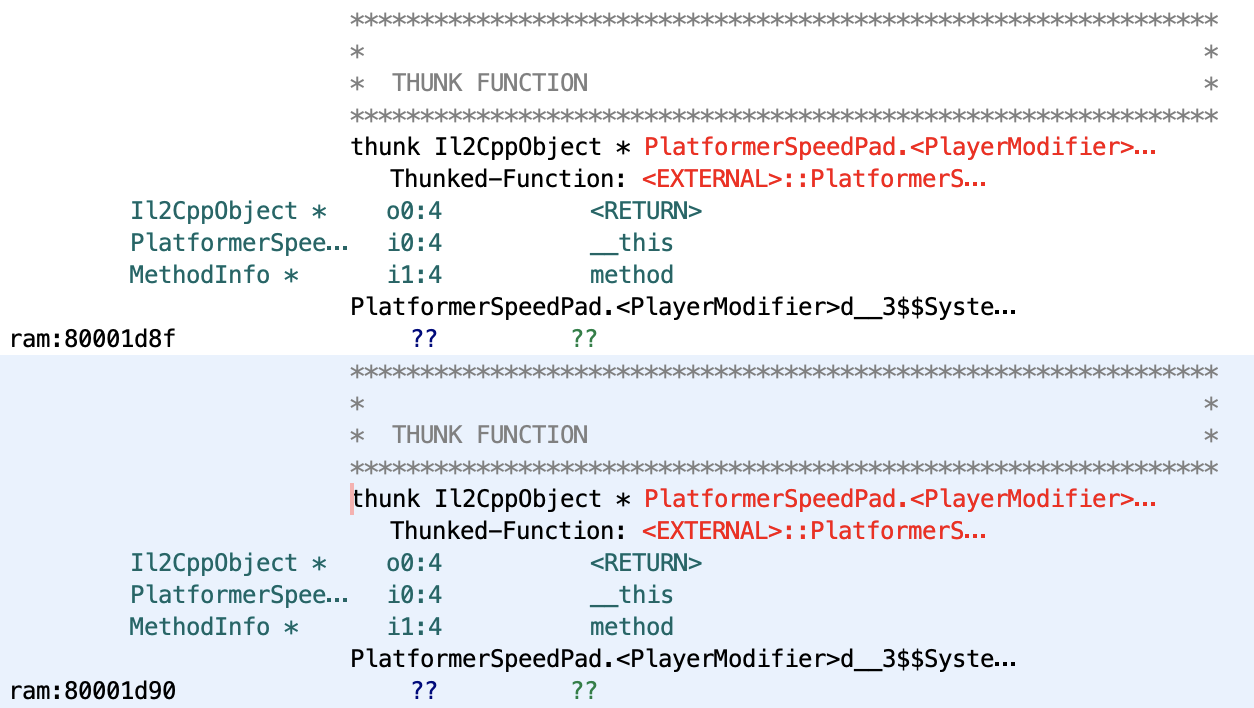 **************************************************************
*                                                            *
*  THUNK FUNCTION                                            *
**************************************************************
thunk Il2CppObject * PlatformerSpeedPad.<PlayerModifier>...
Thunked-Function: <EXTERNAL>::PlatformerS...
Il2CppObject * o0:4 <RETURN>
PlatformerSpee... i0:4 __this
MethodInfo * i1:4 method
PlatformerSpeedPad.<PlayerModifier>d__3$$Syste...
ram:80001d8f ?? ??
**************************************************************
*                                                            *
*  THUNK FUNCTION                                            *
**************************************************************
thunk Il2CppObject * PlatformerSpeedPad.<PlayerModifier>...
Thunked-Function: <EXTERNAL>::PlatformerS...
Il2CppObject * o0:4 <RETURN>
PlatformerSpee... i0:4 __this
MethodInfo * i1:4 method
PlatformerSpeedPad.<PlayerModifier>d__3$$Syste...
ram:80001d90 ?? ??